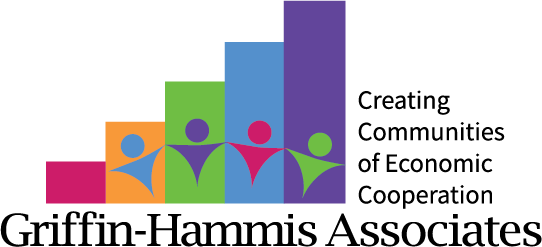 Creating
Communities
of Economic
Cooperation
Griffin-Hammis Associates